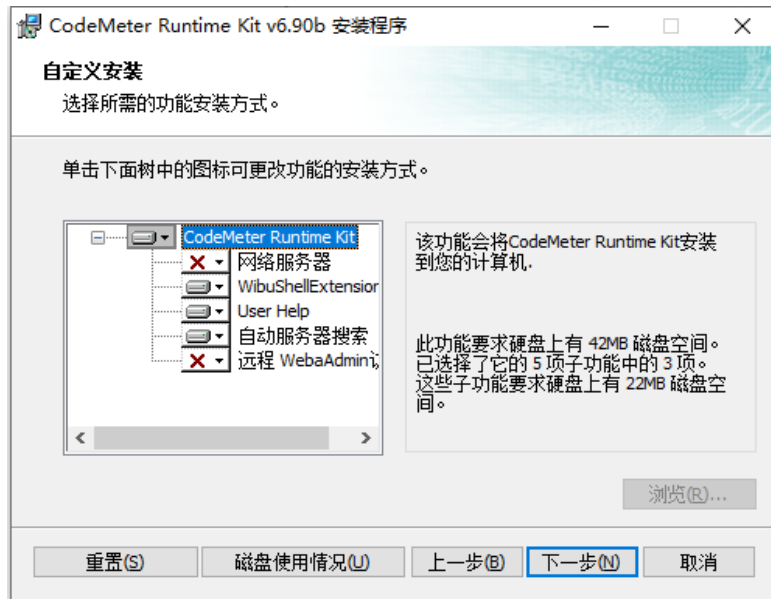 CodeMeter Runtime Kit v6.90b 安装程序
自定义安装
选择所需的功能安装方式。
单击下面树中的图标可更改功能的安装方式。
CodeMeter Runtime Kit
网络服务器
WibuShellExtension
User Help
自动服务器搜索
远程 WebaAdmin
该功能会将CodeMeter Runtime Kit安装
到您的计算机.
此功能要求硬盘上有 42MB 磁盘空间。
已选择了它的 5 项子功能中的 3 项。
这些子功能要求硬盘上有 22MB 磁盘空
间。
浏览(R)...
重置(S)
磁盘使用情况(U)
上一步(B)
下一步(N)
取消